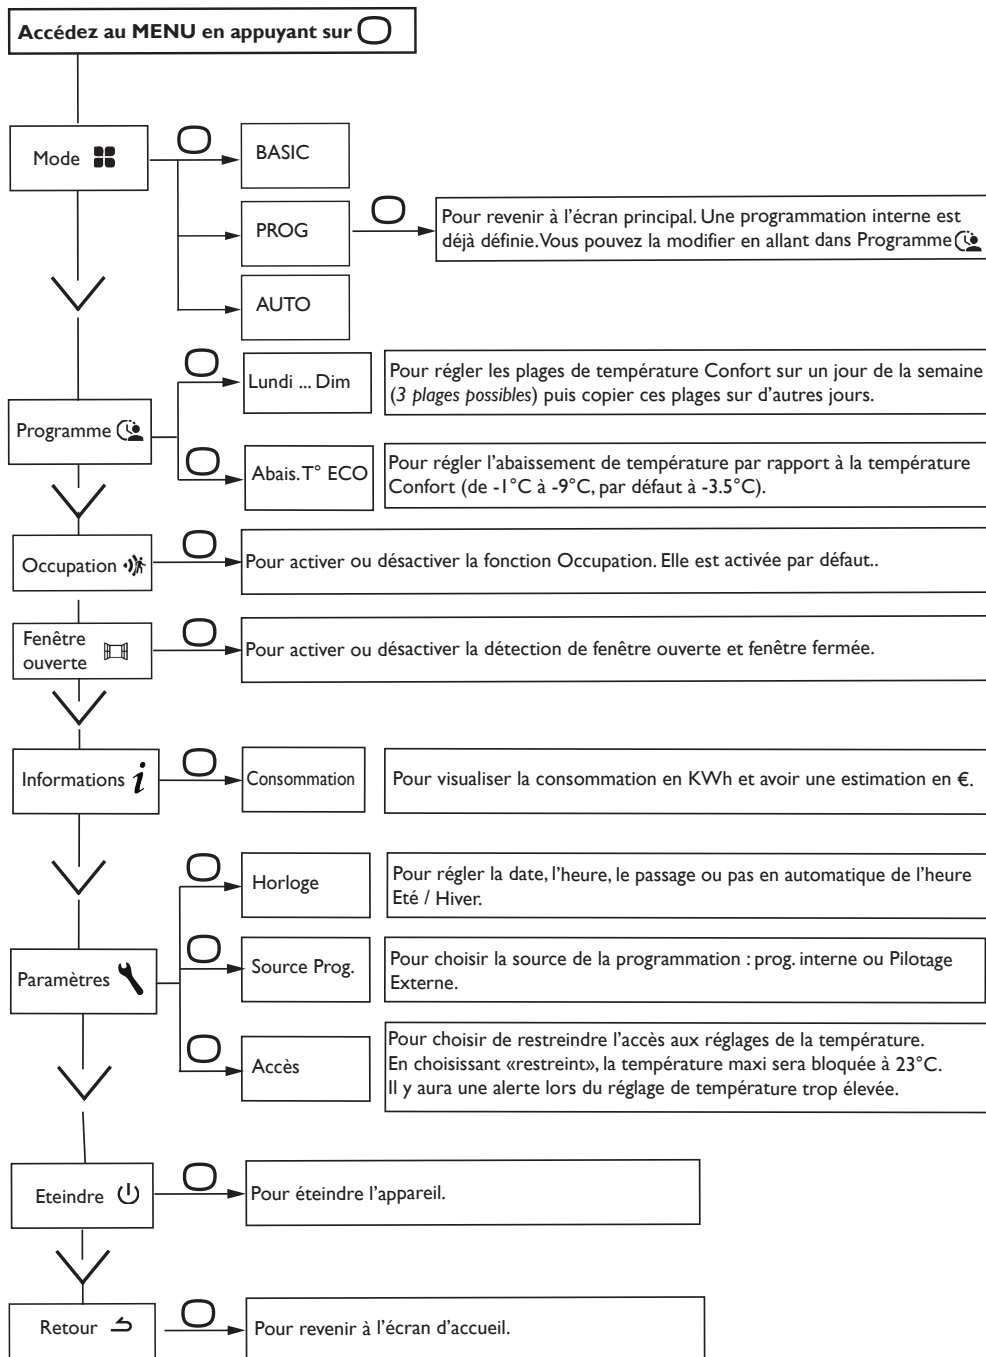 Accédez au MENU en appuyant sur
Mode
BASIC
PROG
Pour revenir à l'écran principal. Une programmation interne est
déjà définie. Vous pouvez la modifier en allant dans Programme
AUTO
Programme
Lundi ... Dim
Pour régler les plages de température Confort sur un jour de la semaine
(3 plages possibles) puis copier ces plages sur d'autres jours.
Abais. T° ECO
Pour régler l'abaissement de température par rapport à la température
Confort (de -1°C à -9°C, par défaut à -3.5°C).
Occupation
Pour activer ou désactiver la fonction Occupation. Elle est activée par défaut..
Fenêtre
ouverte
Pour activer ou désactiver la détection de fenêtre ouverte et fenêtre fermée.
Informations i
Consommation
Pour visualiser la consommation en KWh et avoir une estimation en €.
Paramètres
Horloge
Pour régler la date, l'heure, le passage ou pas en automatique de l'heure
Eté / Hiver.
Source Prog.
Pour choisir la source de la programmation : prog. interne ou Pilotage
Externe.
Accès
Pour choisir de restreindre l'accès aux réglages de la température.
En choisissant «restreint», la température maxi sera bloquée à 23°C.
Il y aura une alerte lors du réglage de température trop élevée.
Eteindre
Pour éteindre l'appareil.
Retour
Pour revenir à l'écran d'accueil.